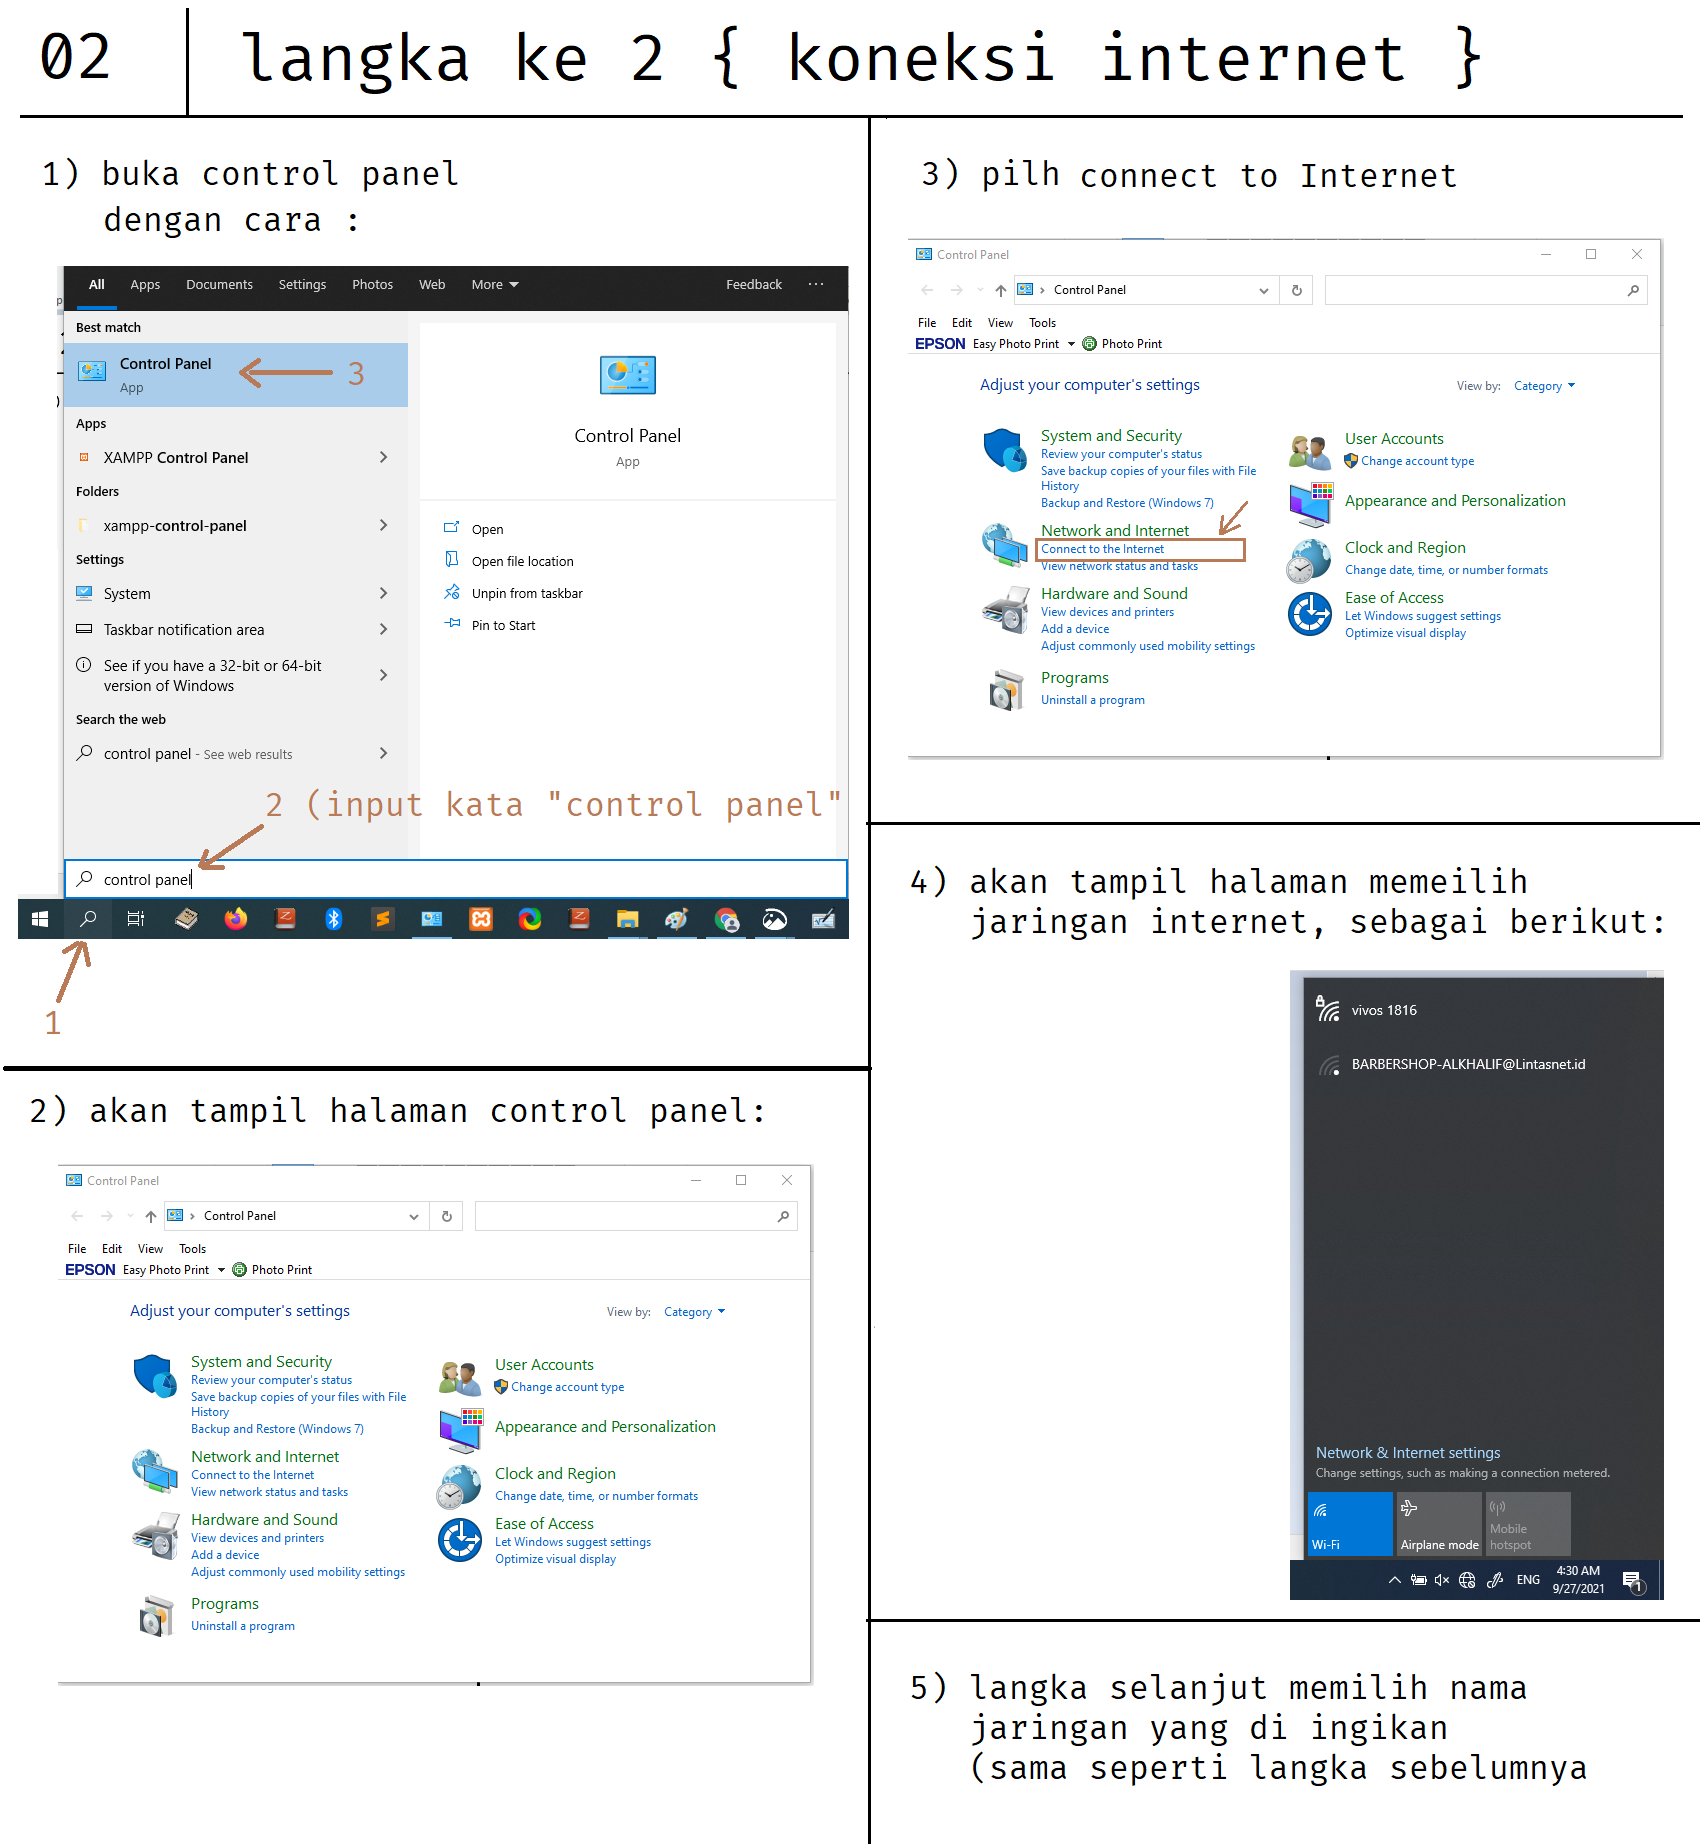 02
langka ke 2 { koneksi internet }
1) buka control panel
dengan cara :
All Apps Documents Settings Photos Web More Feedback ...
Best match
Control Panel
App
3
Apps
XAMPP Control Panel
Folders
xampp-control-panel
Settings
System
Taskbar notification area
See if you have a 32-bit or 64-bit
version of Windows
Search the web
control panel - See web results
Control Panel
App
Open
Open file location
Unpin from taskbar
Pin to Start
2 (input kata "control panel"
control panel
1
2) akan tampil halaman control panel:
Control Panel
Control Panel
File Edit View Tools
EPSON Easy Photo Print Photo Print
Adjust your computer's settings
View by: Category
System and Security
Review your computer's status
Save backup copies of your files with File
History
Backup and Restore (Windows 7)
Network and Internet
Connect to the Internet
View network status and tasks
Hardware and Sound
View devices and printers
Add a device
Adjust commonly used mobility settings
Programs
Uninstall a program
User Accounts
Change account type
Appearance and Personalization
Clock and Region
Change date, time, or number formats
Ease of Access
Let Windows suggest settings
Optimize visual display
3) pilh connect to Internet
Control Panel
Control Panel
File Edit View Tools
EPSON Easy Photo Print Photo Print
Adjust your computer's settings
View by: Category
System and Security
Review your computer's status
Save backup copies of your files with File
History
Backup and Restore (Windows 7)
Network and Internet
Connect to the Internet
View network status and tasks
Hardware and Sound
View devices and printers
Add a device
Adjust commonly used mobility settings
Programs
Uninstall a program
User Accounts
Change account type
Appearance and Personalization
Clock and Region
Change date, time, or number formats
Ease of Access
Let Windows suggest settings
Optimize visual display
4) akan tampil halaman memeilih
jaringan internet, sebagai berikut:
vivos 1816
BARBERSHOP-ALKHALIF@Lintasnet.id
Network & Internet settings
Change settings, such as making a connection metered.
Wi-Fi
Airplane mode
Mobile
hotspot
ENG
4:30 AM
9/27/2021
1
5) langka selanjut memilih nama
jaringan yang di ingikan
(sama seperti langka sebelumnya